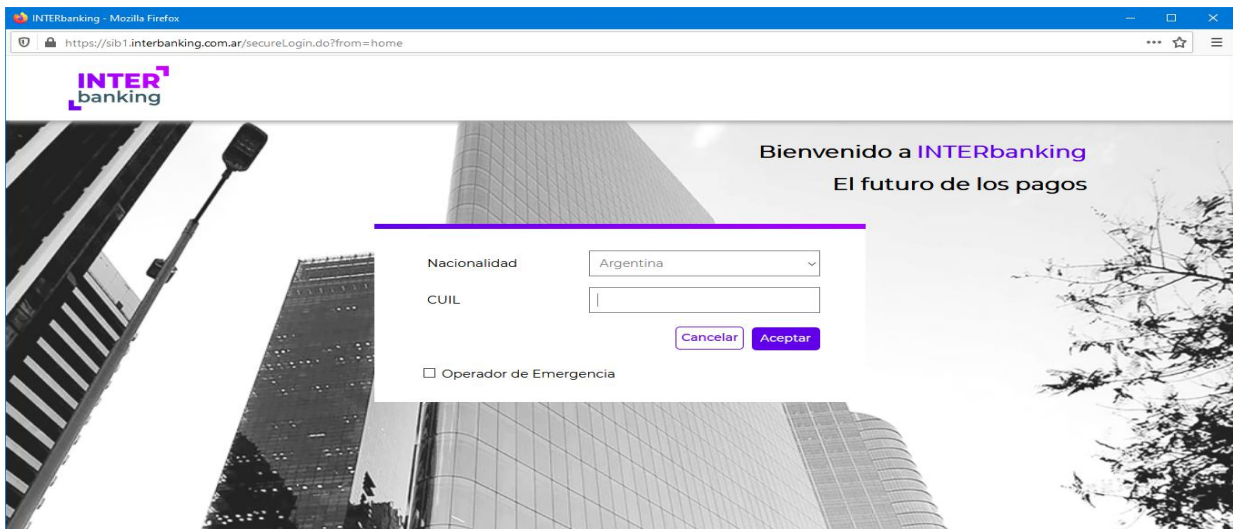 INTERbanking - Mozilla Firefox
https://sib1.interbanking.com.ar/secureLogin.do?from=home
INTER
banking
Bienvenido a INTERbanking
El futuro de los pagos
Nacionalidad Argentina
CUIL
Cancelar Aceptar
Operador de Emergencia